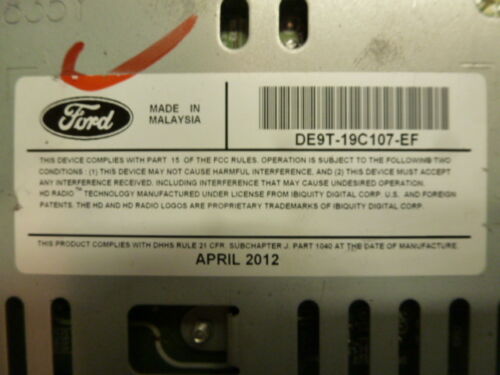 835Y
Ford
MADE IN
MALAYSIA
DE9T-19C107-EF
THIS DEVICE COMPLIES WITH PART 15 OF THE FCC RULES. OPERATION IS SUBJECT TO THE FOLLOWING TWO
CONDITIONS : (1) THIS DEVICE MAY NOT CAUSE HARMFUL INTERFERENCE, AND (2) THIS DEVICE MUST ACCEPT
ANY INTERFERENCE RECEIVED, INCLUDING INTERFERENCE THAT MAY CAUSE UNDESIRED OPERATION.
HD RADIO™ TECHNOLOGY MANUFACTURED UNDER LICENSE FROM IBIQUITY DIGITAL CORP. U.S. AND FOREIGN
PATENTS. THE HD AND HD RADIO LOGOS ARE PROPRIETARY TRADEMARKS OF IBIQUITY DIGITAL CORP.
THIS PRODUCT COMPLIES WITH DHHS RULE 21 CFR. SUBCHAPTER J. PART 1040 AT THE DATE OF MANUFACTURE.
APRIL 2012